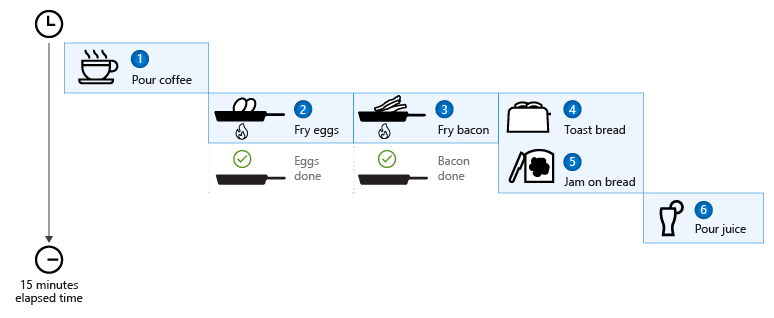 1
Pour coffee
2
Fry eggs
3
Fry bacon
4
Toast bread
Eggs
done
Bacon
done
5
Jam on bread
6
Pour juice
15 minutes
elapsed time